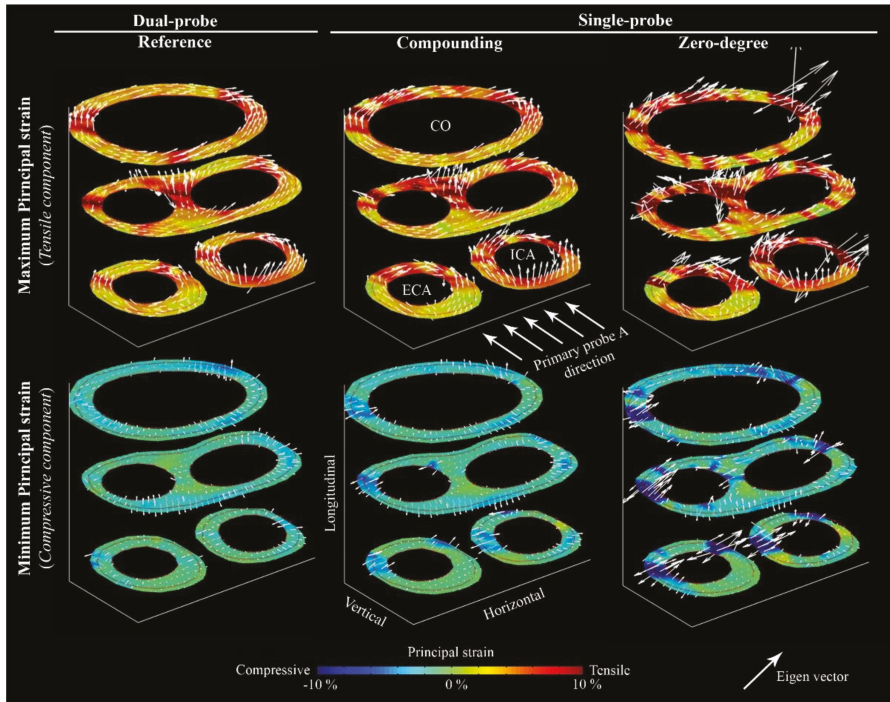 Dual-probe
Single-probe
Reference
Compounding
Zero-degree
Maximum Pirncipal strain
(Tensile component)
CO
ICA
ECA
Primary probe A
direction
Minimum Pirncipal strain
(Compressive component)
Longitudinal
Vertical
Horizontal
Principal strain
Compressive
Tensile
-10 %
0 %
10 %
Eigen vector